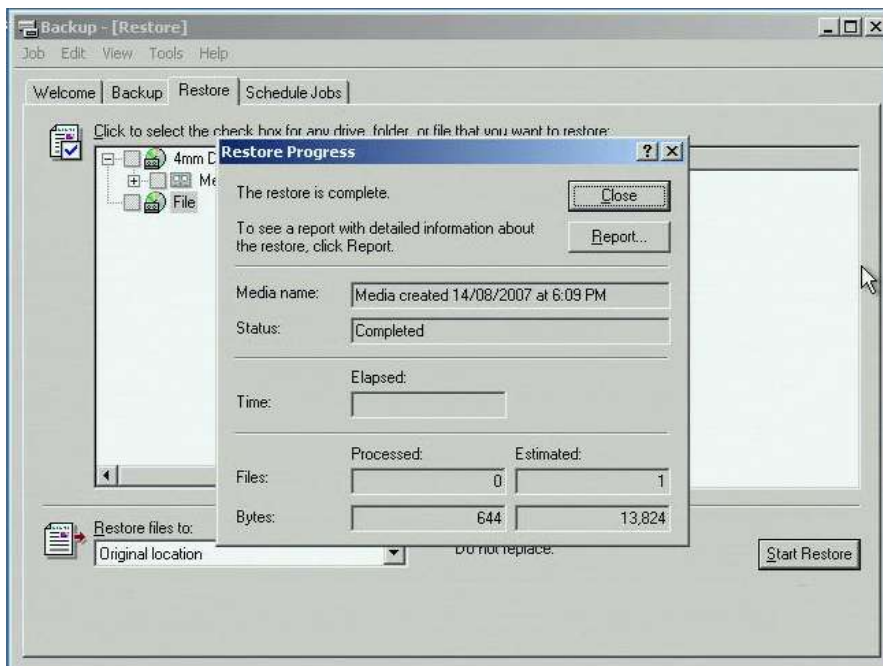 Backup - [Restore]
Job Edit View Tools Help
Welcome Backup Restore Schedule Jobs
Click to select the check box for any drive, folder, or file that you want to restore:
4mm D
Me
File
Restore Progress
The restore is complete.
Close
To see a report with detailed information about
the restore, click Report.
Report...
Media name: Media created 14/08/2007 at 6:09 PM
Status: Completed
Elapsed:
Time:
Processed: Estimated:
Files: 0 1
Bytes: 644 13,824
Restore files to:
Original location
Do not replace.
Start Restore